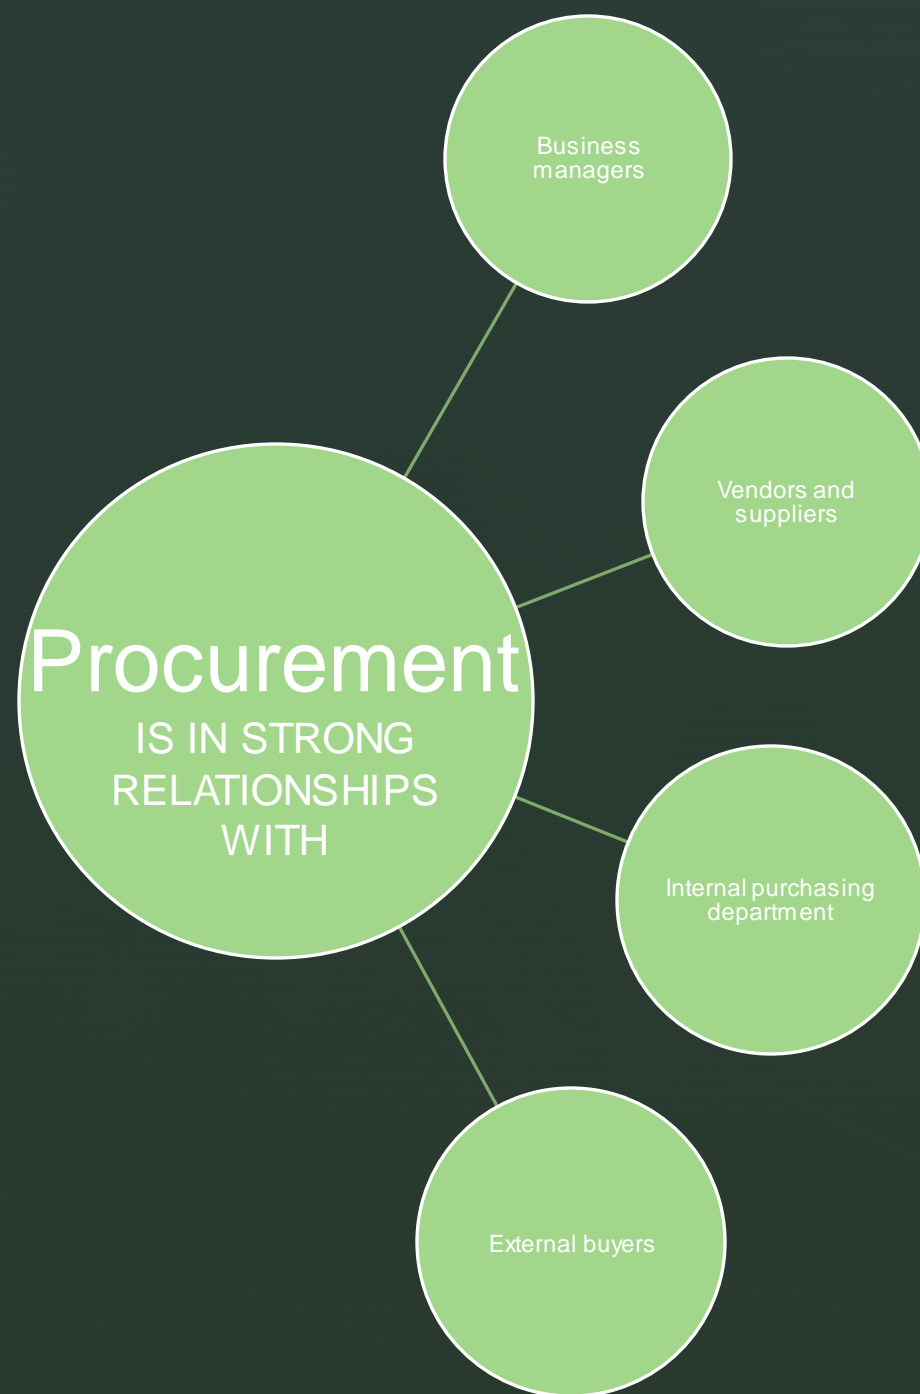 Procurement
IS IN STRONG
RELATIONSHIPS
WITH
Business
managers
Vendors and
suppliers
Internal purchasing
department
External buyers